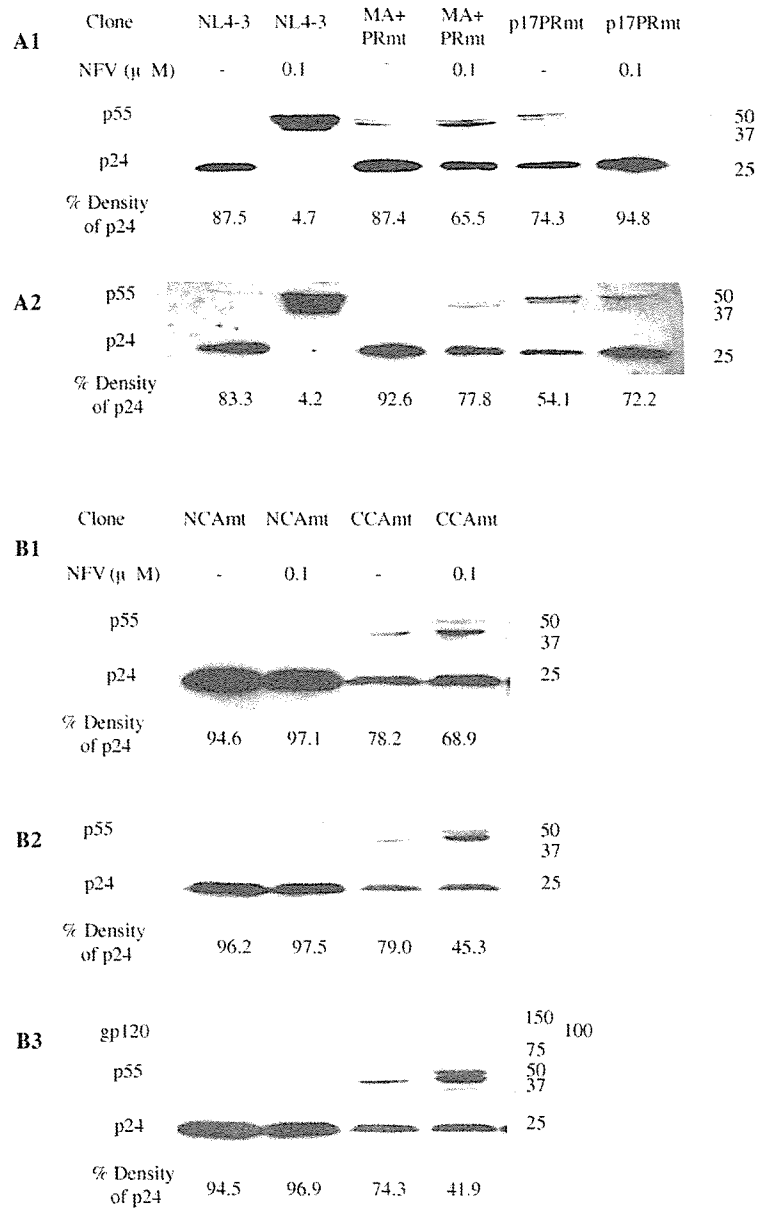 A1
Clone NL4-3 NL4-3 MA+ PRmt MA+ PRmt p17PRmt p17PRmt
NFV (μ M) - 0.1 - 0.1 - 0.1
p55 50
37
p24 25
% Density of p24 87.5 4.7 87.4 65.5 74.3 94.8
A2
p55 50
37
p24 25
% Density of p24 83.3 4.2 92.6 77.8 54.1 72.2
B1
Clone NCAmt NCAmt CCAmt CCAmt
NFV (μ M) - 0.1 - 0.1
p55 50
37
p24 25
% Density of p24 94.6 97.1 78.2 68.9
B2
p55 50
37
p24 25
% Density of p24 96.2 97.5 79.0 45.3
B3
gp120 150 100
75
p55 50
37
p24 25
% Density of p24 94.5 96.9 74.3 41.9